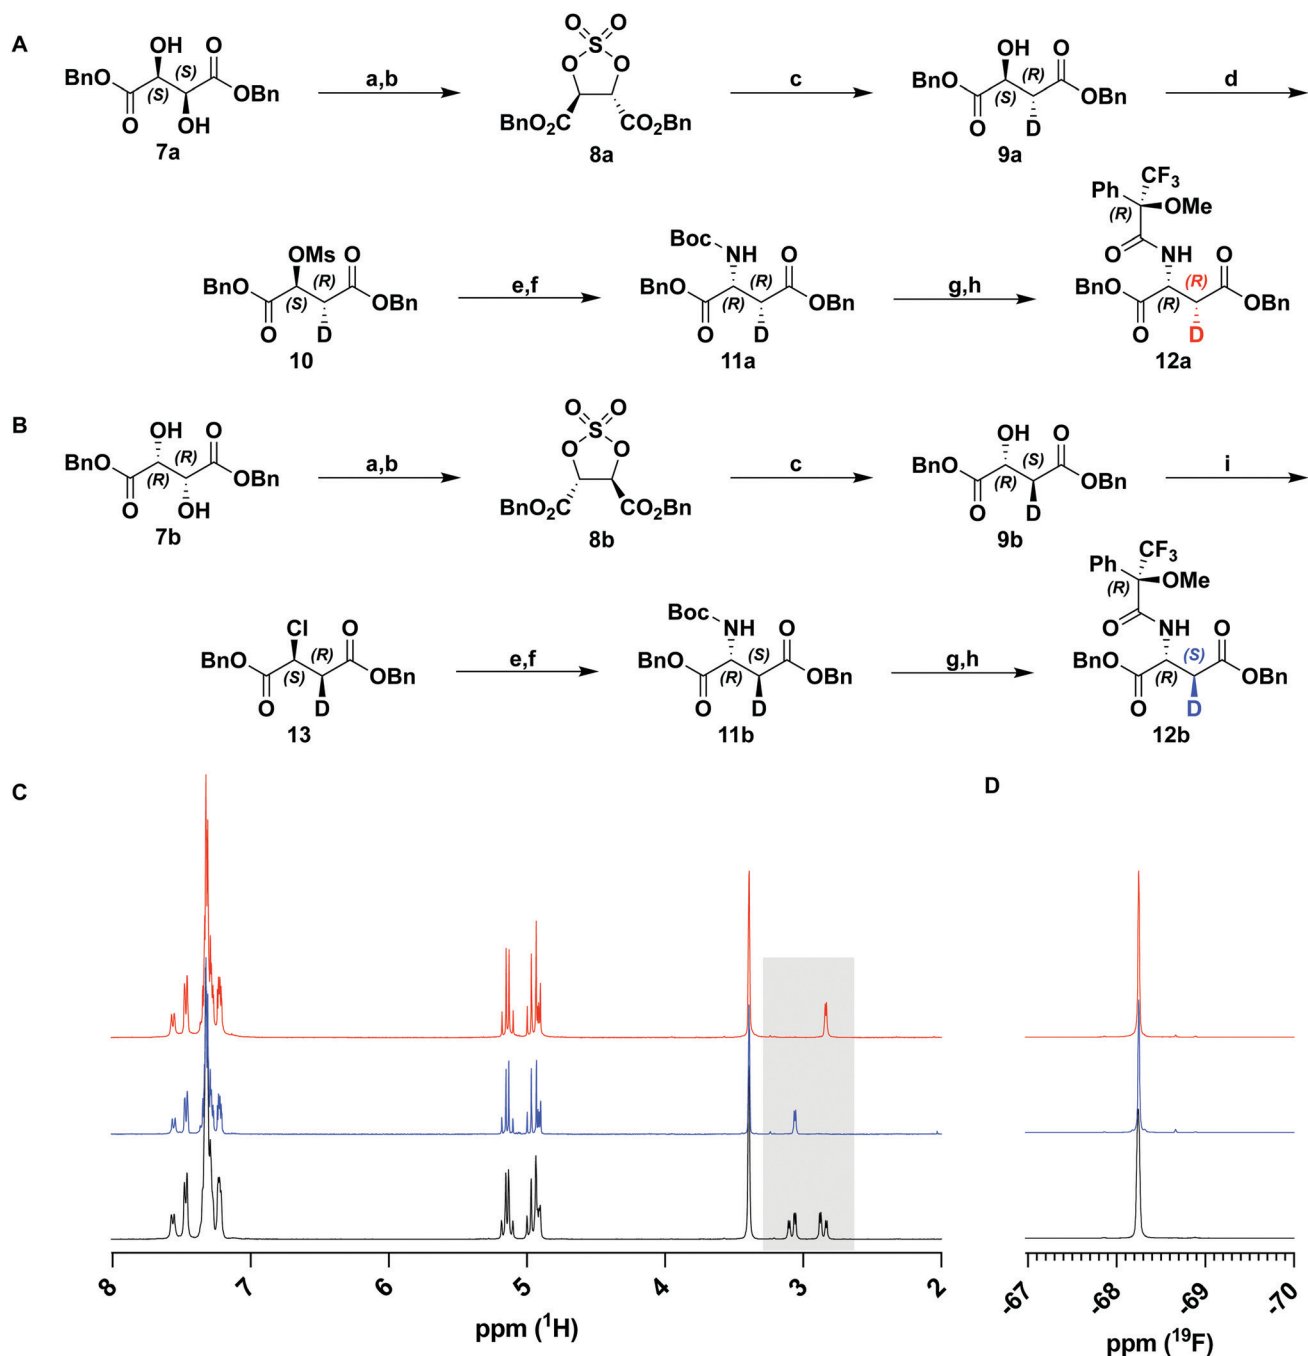 A
OH
O
BnO
(S)
(S)
OBn
O
OH
7a
a,b
O O
S
O O
BnO2C
CO2Bn
8a
c
OH
O
BnO
(R)
(S)
OBn
O
D
9a
d
OMs
O
BnO
(R)
(S)
OBn
O
D
10
e,f
Boc
NH
O
BnO
(R)
(R)
OBn
O
D
11a
g,h
Ph
CF3
(R)
OMe
O
NH
O
BnO
(R)
(R)
OBn
O
D
12a
B
OH
O
BnO
(R)
(R)
OBn
O
OH
7b
a,b
O O
S
O O
BnO2C
CO2Bn
8b
c
OH
O
BnO
(S)
(R)
OBn
O
D
9b
i
Cl
O
BnO
(R)
(S)
OBn
O
D
13
e,f
Boc
NH
O
BnO
(S)
(R)
OBn
O
D
11b
g,h
Ph
CF3
(R)
OMe
O
NH
O
BnO
(S)
(R)
OBn
O
D
12b
C
8 7 6 5 4 3 2
ppm (¹H)
D
-67 -68 -69 -70
ppm (¹⁹F)